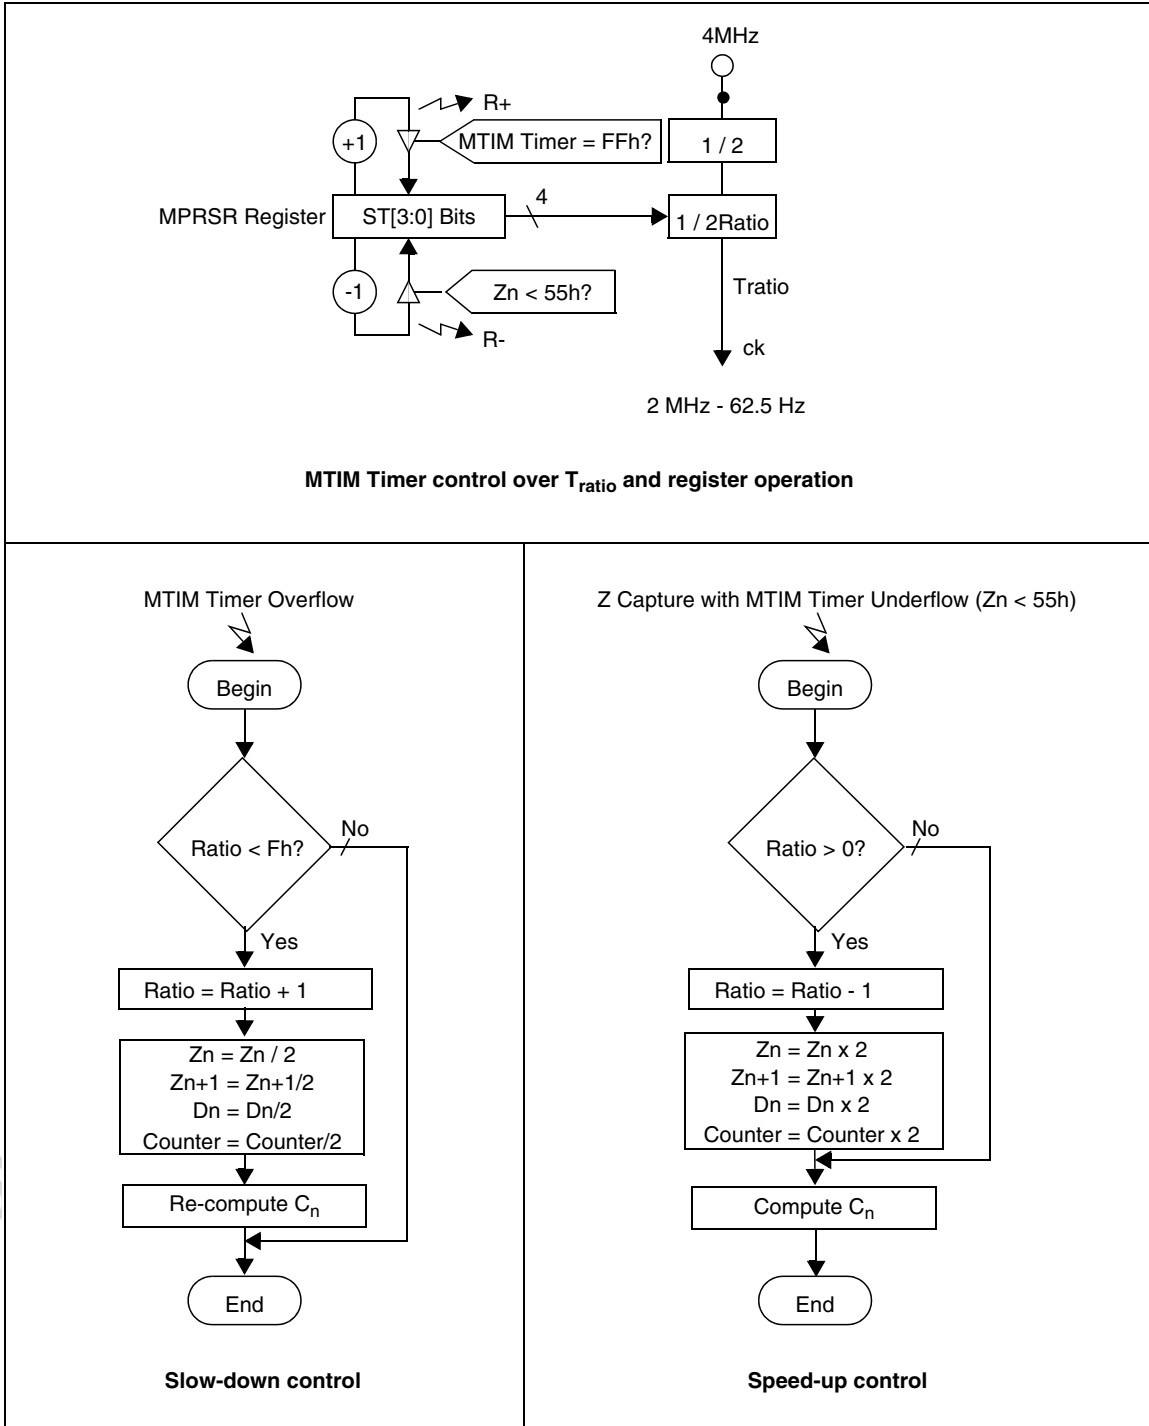 4MHz
R+
+1
MTIM Timer = FFh?
1 / 2
4
MPRSR Register
ST[3:0] Bits
1 / 2Ratio
-1
Zn < 55h?
Tratio
R-
ck
2 MHz - 62.5 Hz
MTIM Timer control over Tratio and register operation
MTIM Timer Overflow
Begin
Ratio < Fh?
No
Yes
Ratio = Ratio + 1
Zn = Zn / 2
Zn+1 = Zn+1/2
Dn = Dn/2
Counter = Counter/2
Re-compute Cn
End
Slow-down control
Z Capture with MTIM Timer Underflow (Zn < 55h)
Begin
Ratio > 0?
No
Yes
Ratio = Ratio - 1
Zn = Zn x 2
Zn+1 = Zn+1 x 2
Dn = Dn x 2
Counter = Counter x 2
Compute Cn
End
Speed-up control